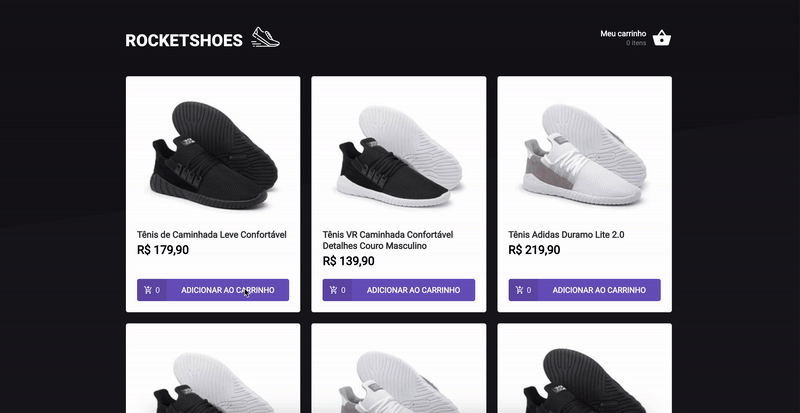 ROCKETSHOES
Meu carrinho
0 itens
Tênis de Caminhada Leve Confortável
R$ 179,90
0 ADICIONAR AO CARRINHO
Tênis VR Caminhada Confortável
Detalhes Couro Masculino
R$ 139,90
0 ADICIONAR AO CARRINHO
Tênis Adidas Duramo Lite 2.0
R$ 219,90
0 ADICIONAR AO CARRINHO